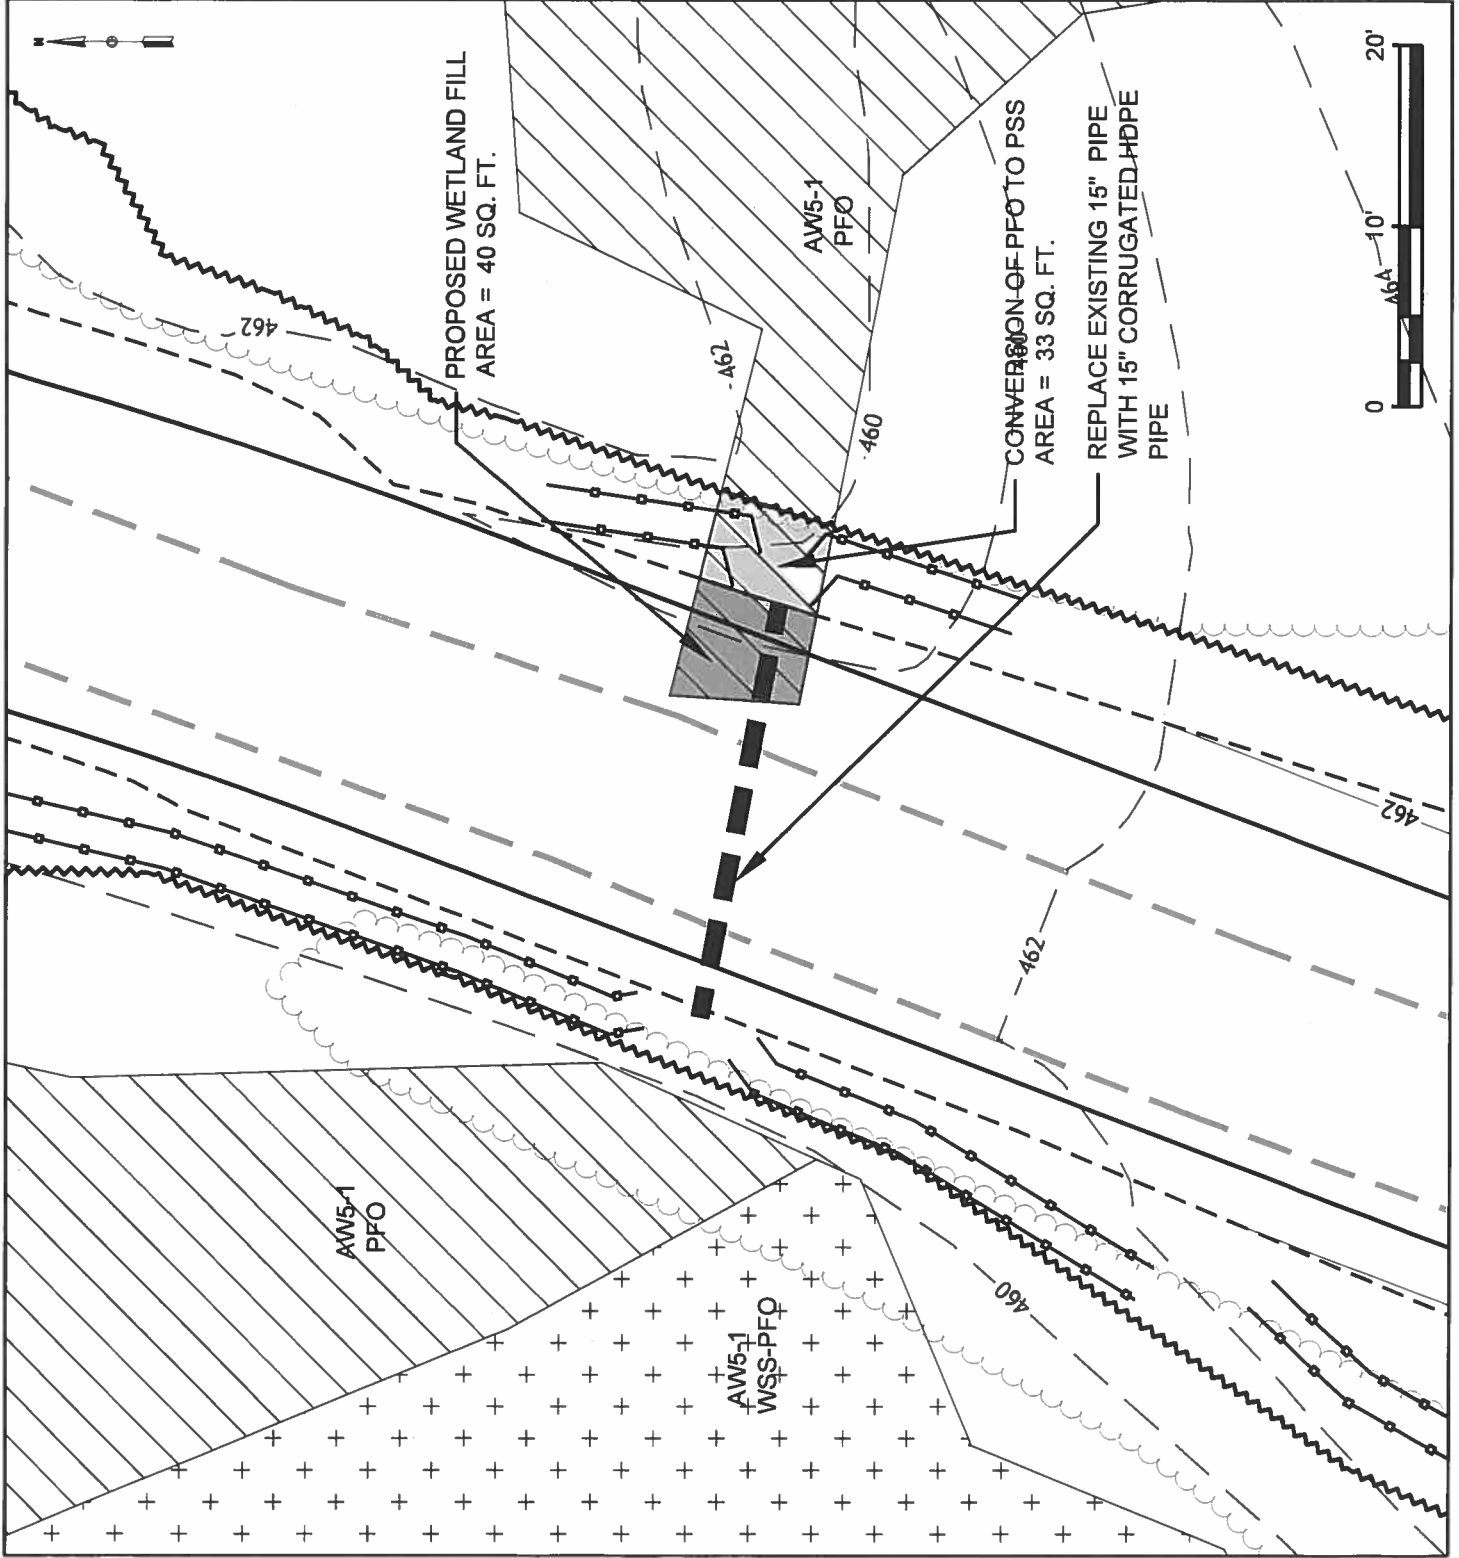 N
PROPOSED WETLAND FILL
AREA = 40 SQ. FT.
462
462
AW5-1
PFO
460
CONVERSION OF PFO TO PSS
460
AREA = 33 SQ. FT.
REPLACE EXISTING 15" PIPE
WITH 15" CORRUGATED HDPE
PIPE
0
10'
20'
464
462
462
AW5-1
PFO
AW5-1
WSS-PFO
460